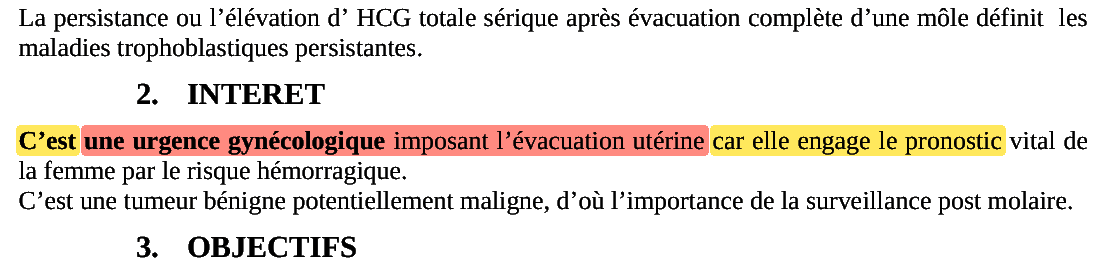 La persistance ou l’élévation d’ HCG totale sérique après évacuation complète d’une môle définit les
maladies trophoblastiques persistantes.
2. INTERET
C’est une urgence gynécologique imposant l’évacuation utérine car elle engage le pronostic vital de
la femme par le risque hémorragique.
C’est une tumeur bénigne potentiellement maligne, d’où l’importance de la surveillance post molaire.
3. OBJECTIFS